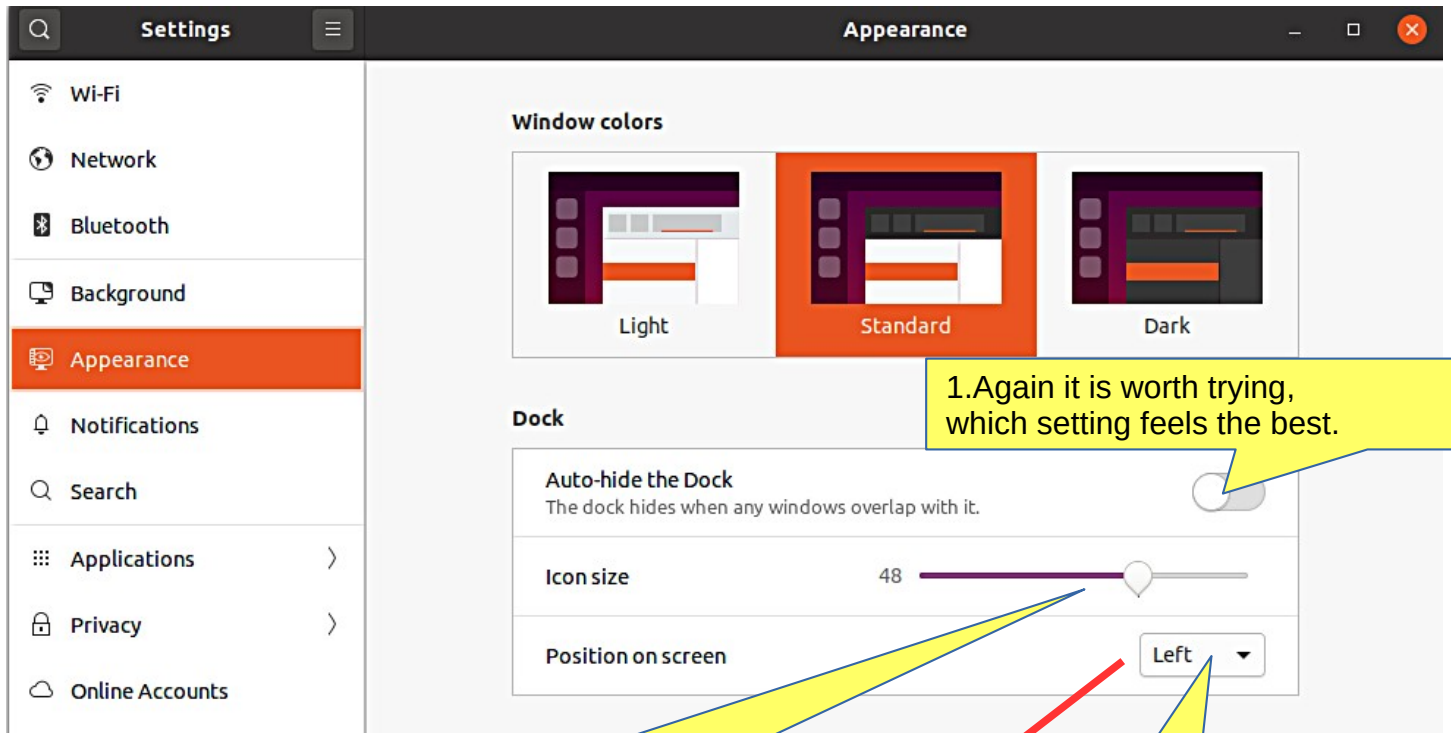 Settings
Appearance
Wi-Fi
Network
Bluetooth
Background
Appearance
Notifications
Search
Applications
Privacy
Online Accounts
Window colors
Light
Standard
Dark
1.Again it is worth trying,
which setting feels the best.
Dock
Auto-hide the Dock
The dock hides when any windows overlap with it.
Icon size
48
Position on screen
Left